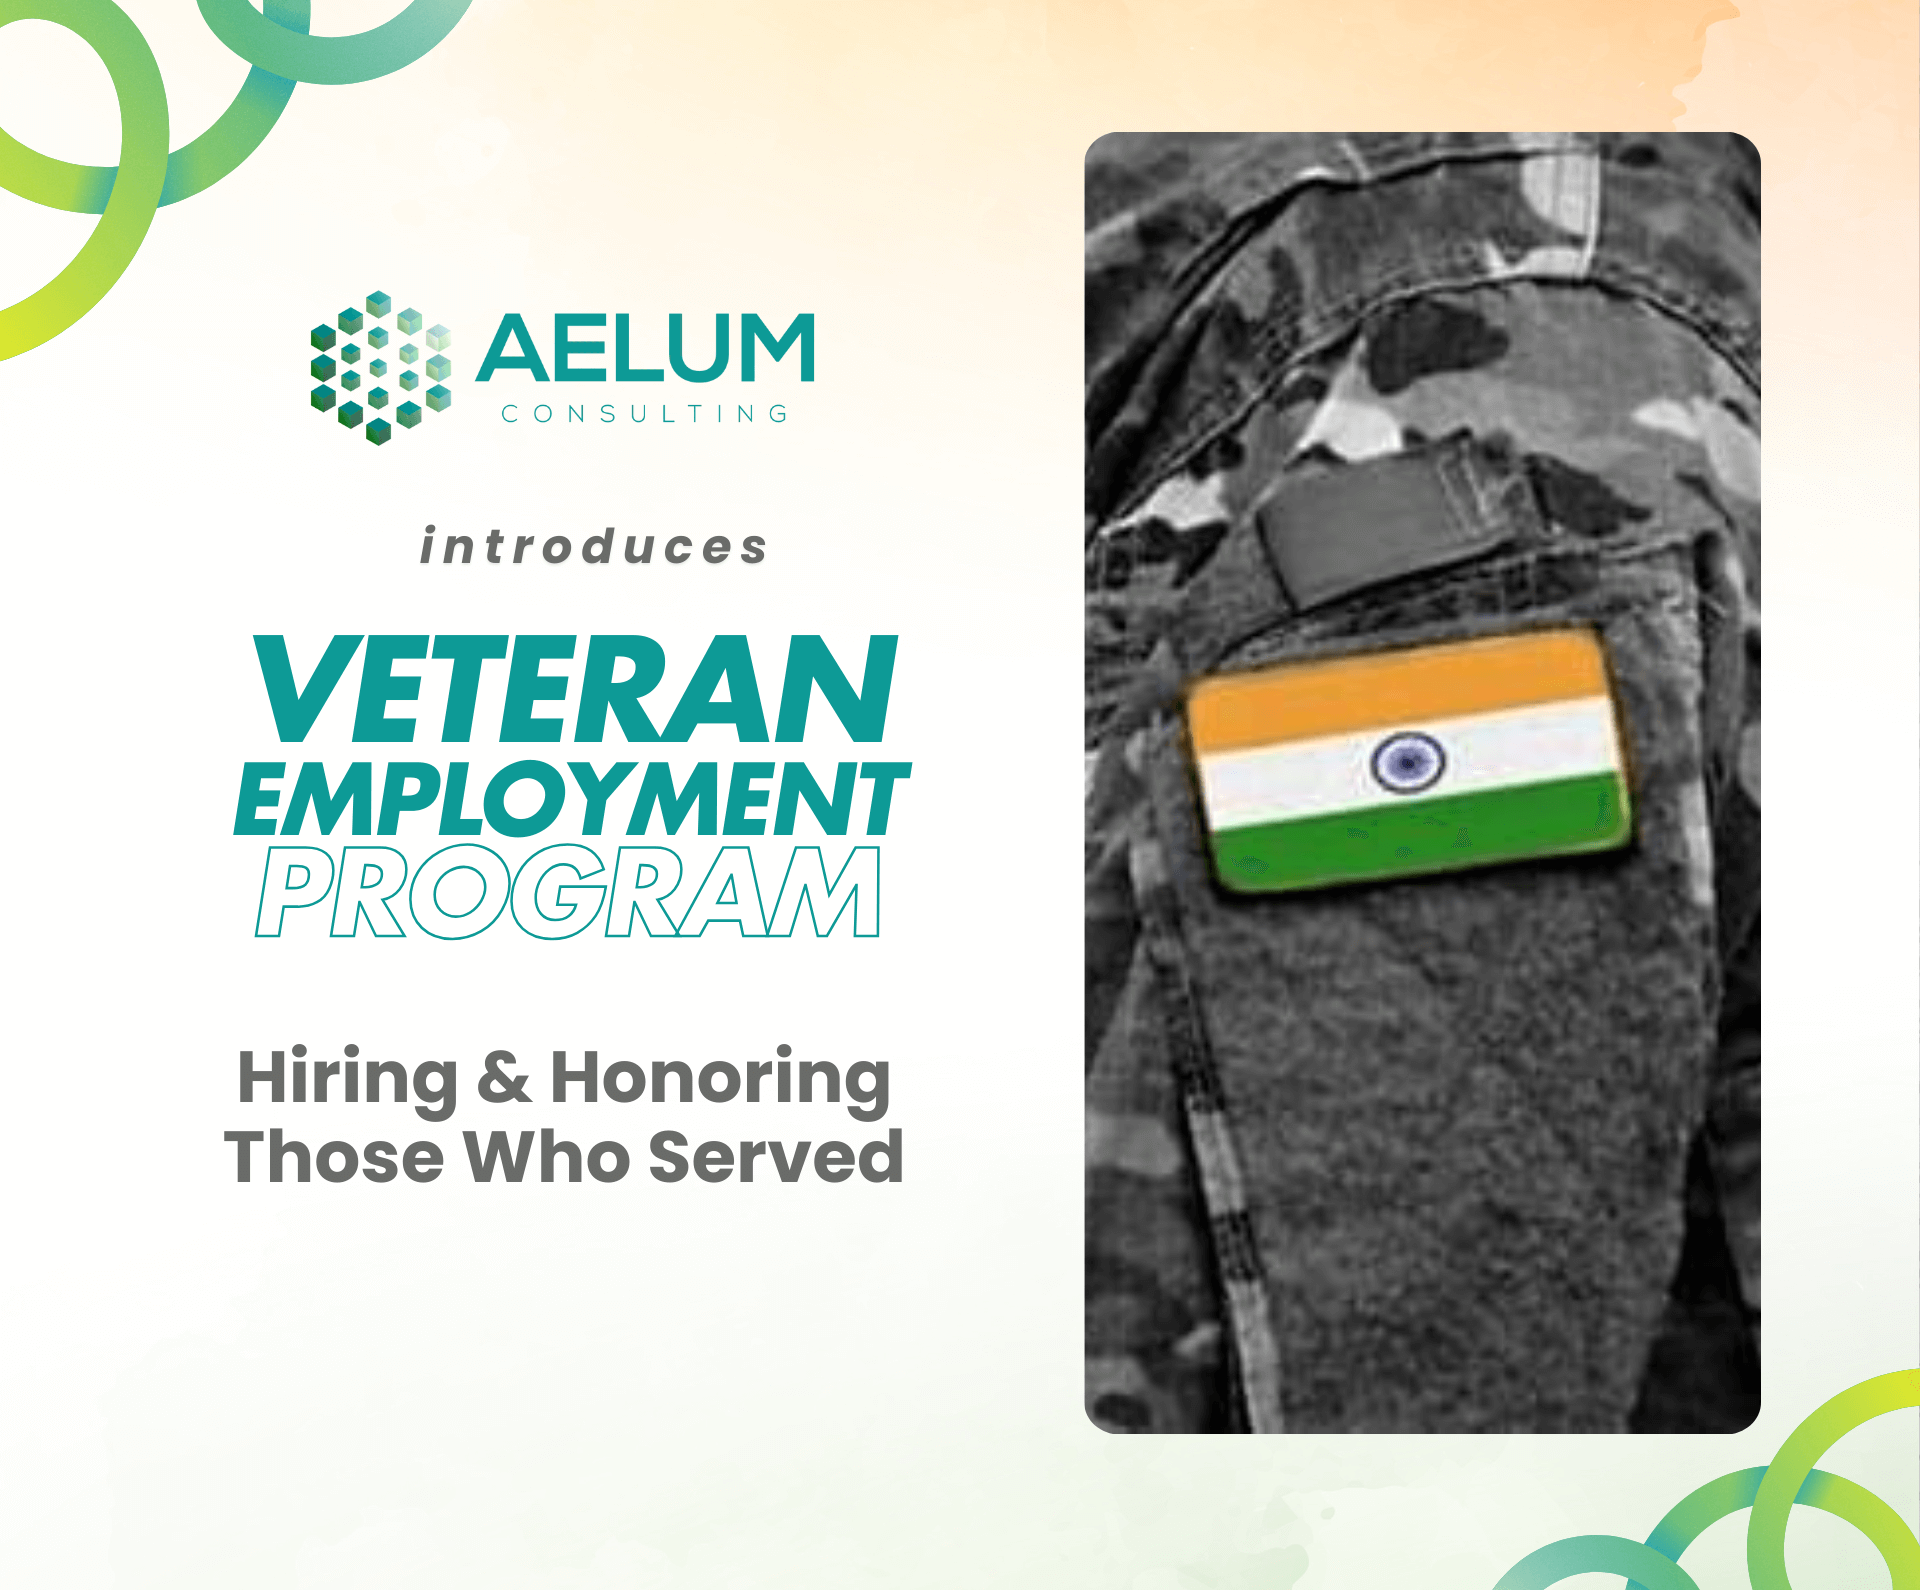 AELUM
CONSULTING
introduces
VETERAN
EMPLOYMENT
PROGRAM
Hiring & Honoring
Those Who Served